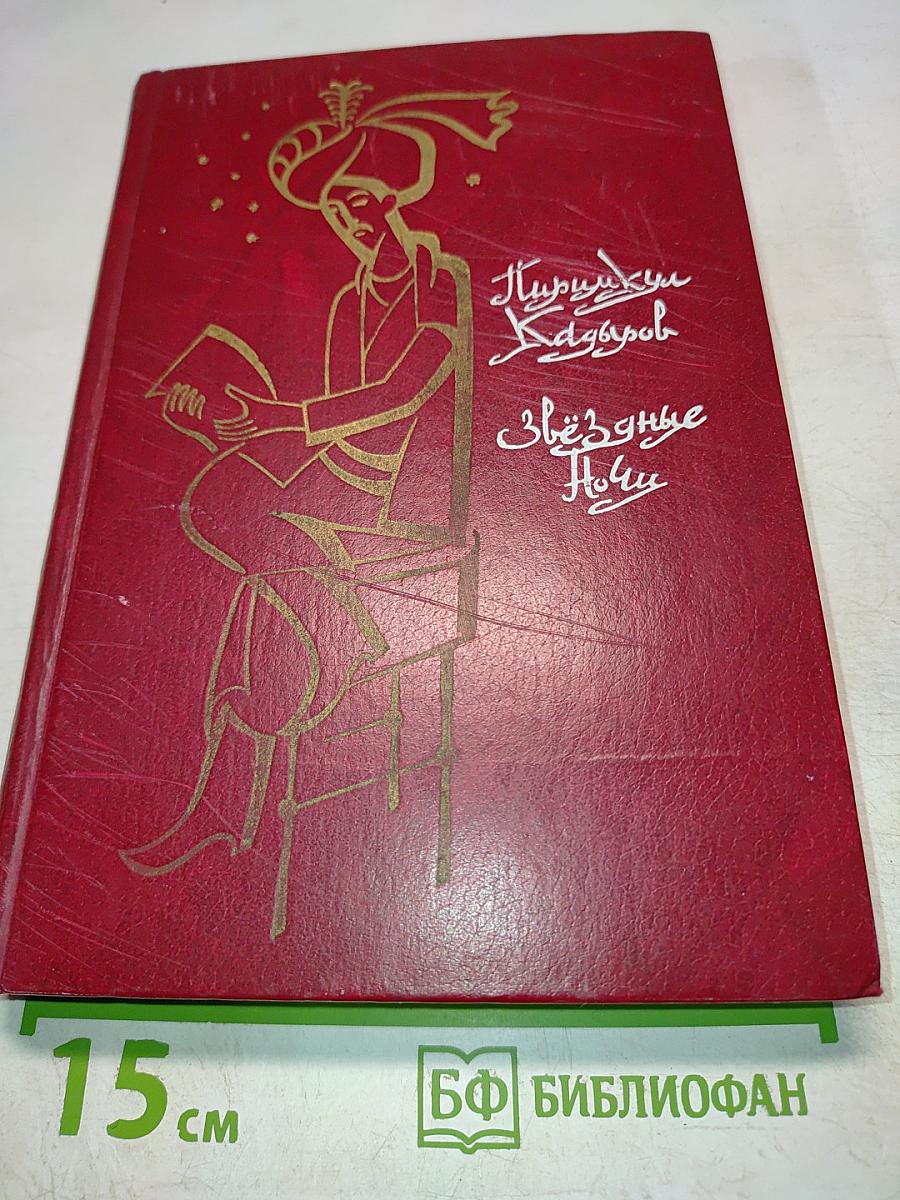 Пиримкул
Кадыров
Звёздные
Ночи
15 см
БФ БИБЛИОФАН